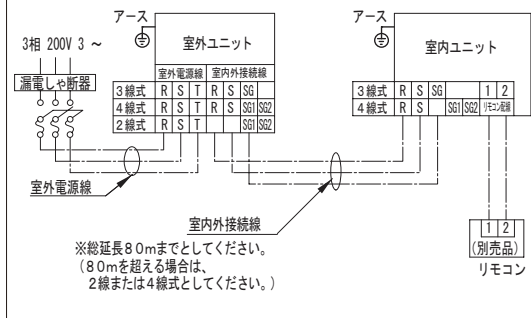 アース
3相 200V 3 ～
漏電しゃ断器
室外ユニット
室外電源線 室内外接続線
3線式 R S T R S SG
4線式 R S T R S SG1 SG2
2線式 R S T SG1 SG2
室外電源線
室内外接続線
※総延長80mまでとしてください。
(80mを超える場合は、
2線または4線式としてください。)
アース
室内ユニット
3線式 R S SG 1 2
4線式 R S SG1 SG2 リモコン配線
1 2
(別売品)
リモコン